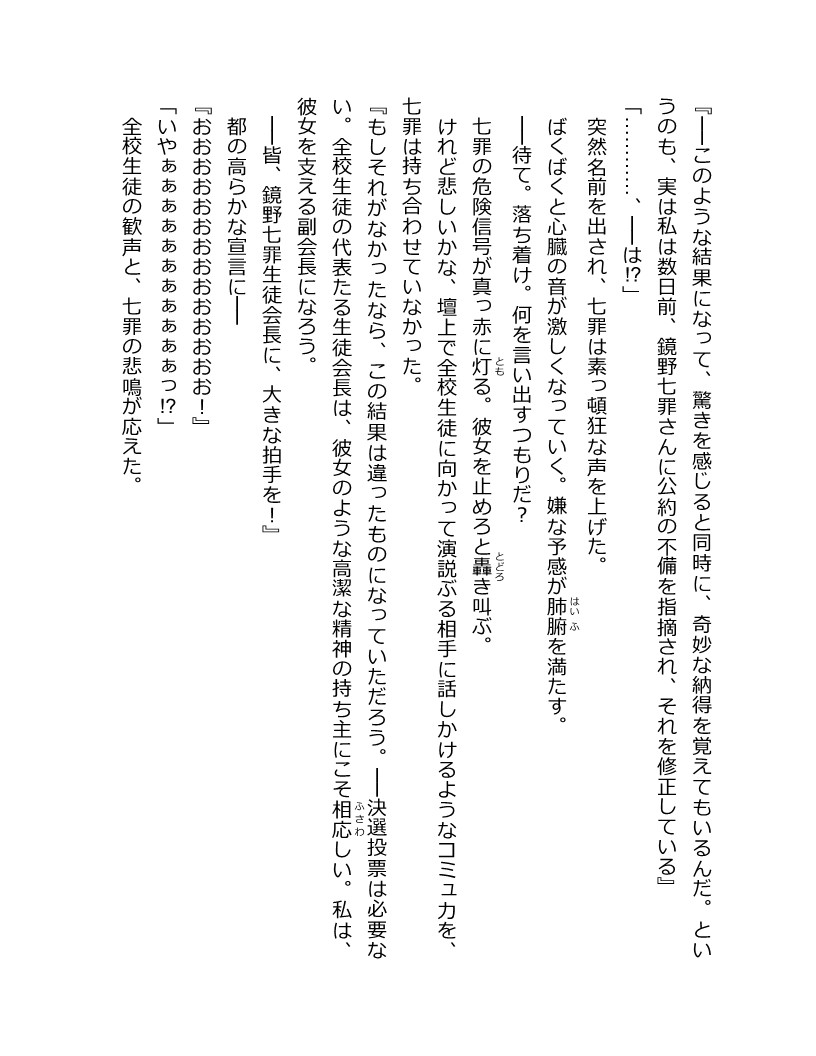 『――このような結果になって、驚きを感じると同時に、奇妙な納得を覚えてもいるんだ。とい
うのも、実は私は数日前、鏡野七罪さんに公約の不備を指摘され、それを修正している』
「…………、――は!?」
　突然名前を出され、七罪は素っ頓狂な声を上げた。
　ばくばくと心臓の音が激しくなっていく。嫌な予感が肺腑を満たす。
　――待て。落ち着け。何を言い出すつもりだ?
　七罪の危険信号が真っ赤に灯る。彼女を止めろと轟き叫ぶ。
　けれど悲しいかな、壇上で全校生徒に向かって演説ぶる相手に話しかけるようなコミュ力を、
七罪は持ち合わせていなかった。
『もしそれがなかったなら、この結果は違ったものになっていただろう。――決選投票は必要な
い。全校生徒の代表たる生徒会長は、彼女のような高潔な精神の持ち主にこそ相応しい。私は、
彼女を支える副会長になろう。
　――皆、鏡野七罪生徒会長に、大きな拍手を!』
　都の高らかな宣言に――
『おおおおおおおおおおおおおお!』
「いやぁぁぁぁぁぁぁぁぁぁぁっ!?」
　全校生徒の歓声と、七罪の悲鳴が応えた。